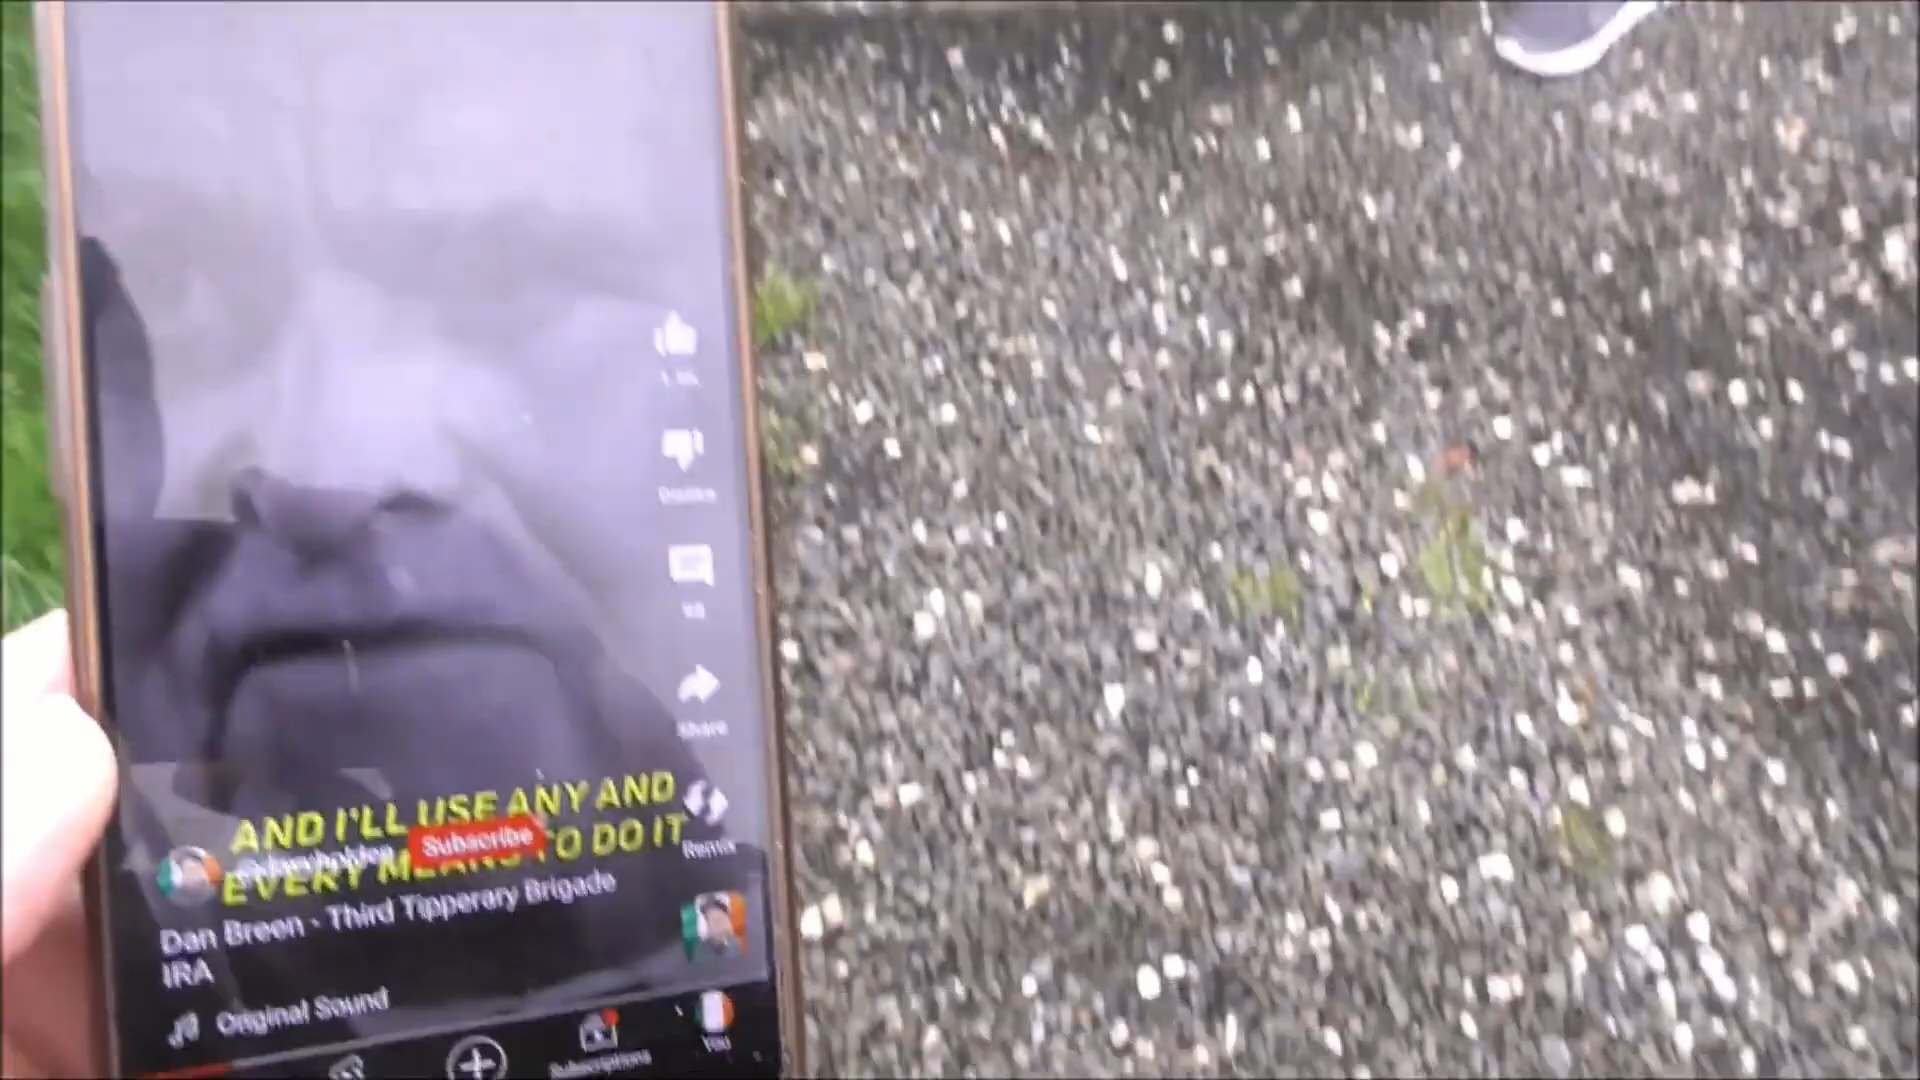 Dislike
Share
AND I'LL USE ANY AND
EVERY MEANS TO DO IT
Subscribe
Remix
Dan Breen - Third Tipperary Brigade
IRA
Original Sound
Subscriptions
You